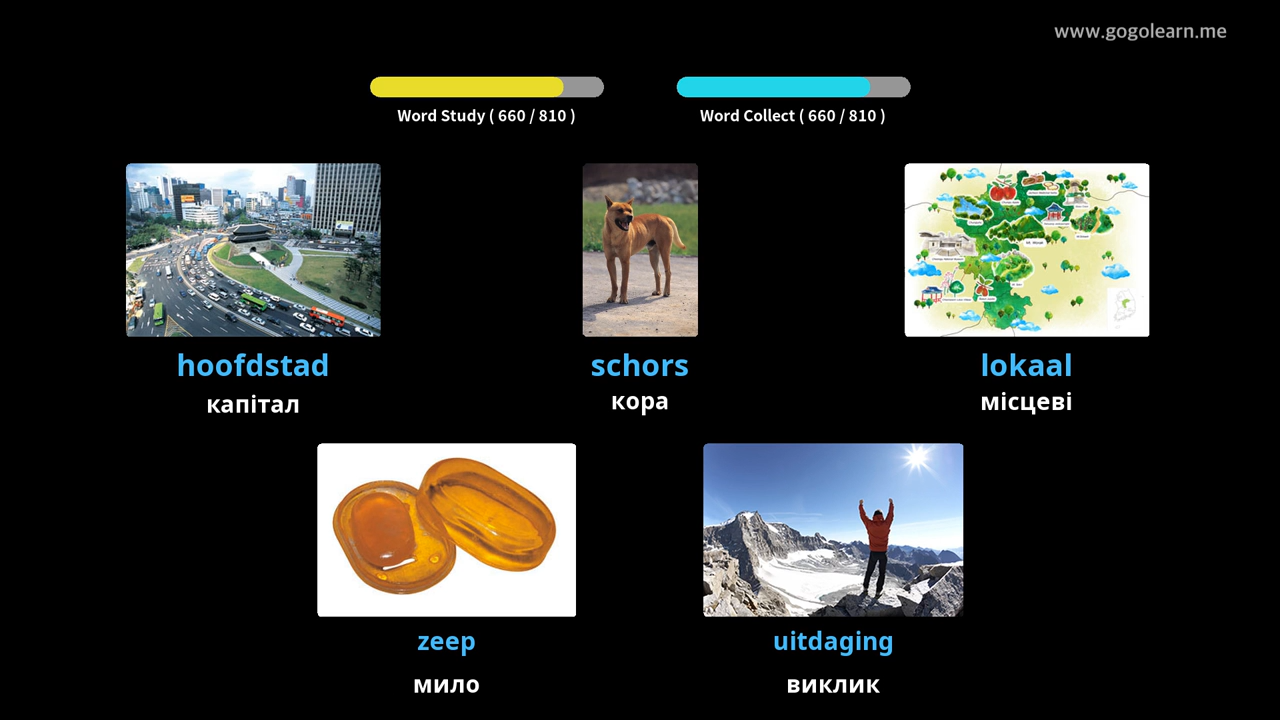 www.gogolearn.me
Word Study ( 660 / 810 )
Word Collect ( 660 / 810 )
hoofdstad
капітал
schors
кора
lokaal
місцеві
zeep
мило
uitdaging
виклик